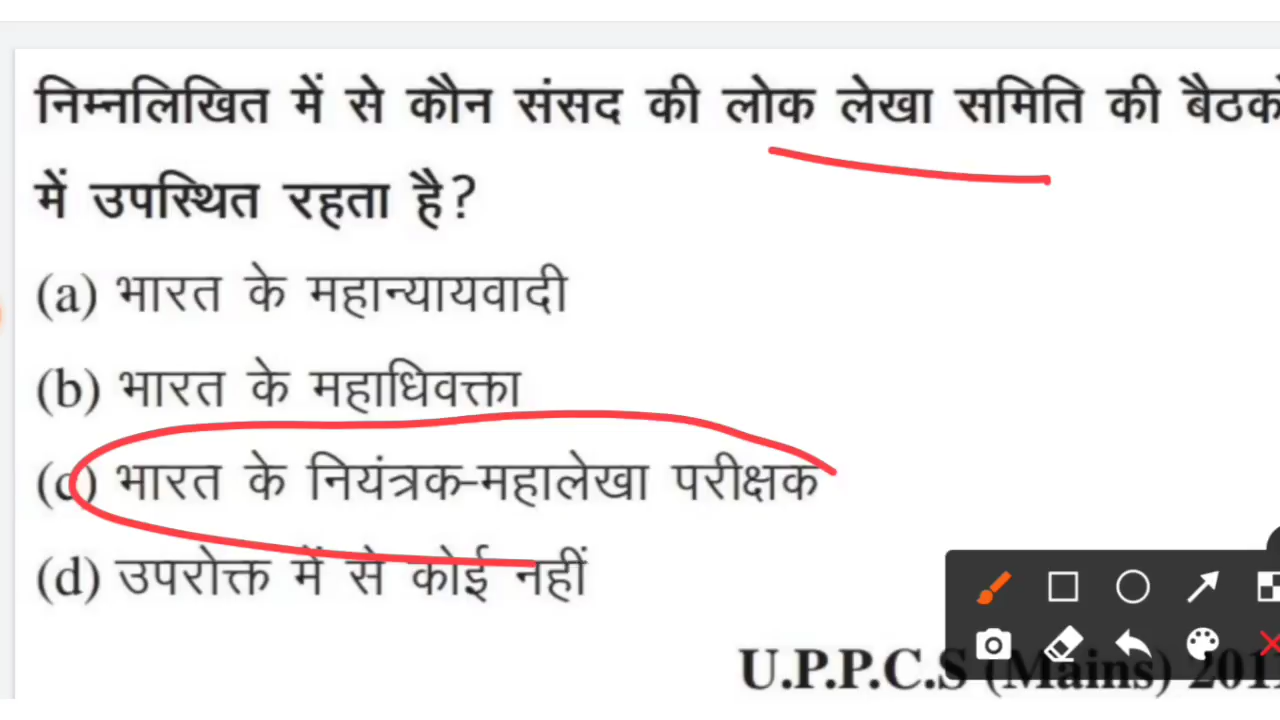 निम्नलिखित में से कौन संसद की लोक लेखा समिति की
में उपस्थित रहता है?
(a) भारत के महान्यायवादी
(b) भारत के महाधिवक्ता
(c) भारत के नियंत्रक-महालेखा परीक्षक
(d) उपरोक्त में से कोई नहीं
U.P.P.C.S (Mains)